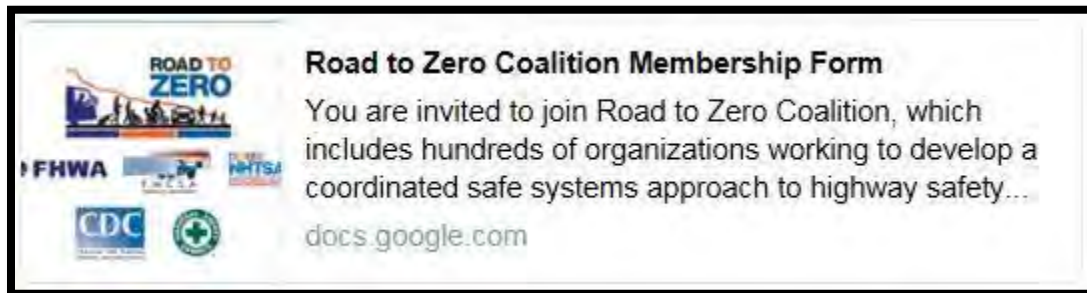 ROAD TO
ZERO
FHWA
NHTSA
CDC
Road to Zero Coalition Membership Form
You are invited to join Road to Zero Coalition, which
includes hundreds of organizations working to develop a
coordinated safe systems approach to highway safety...
docs.google.com